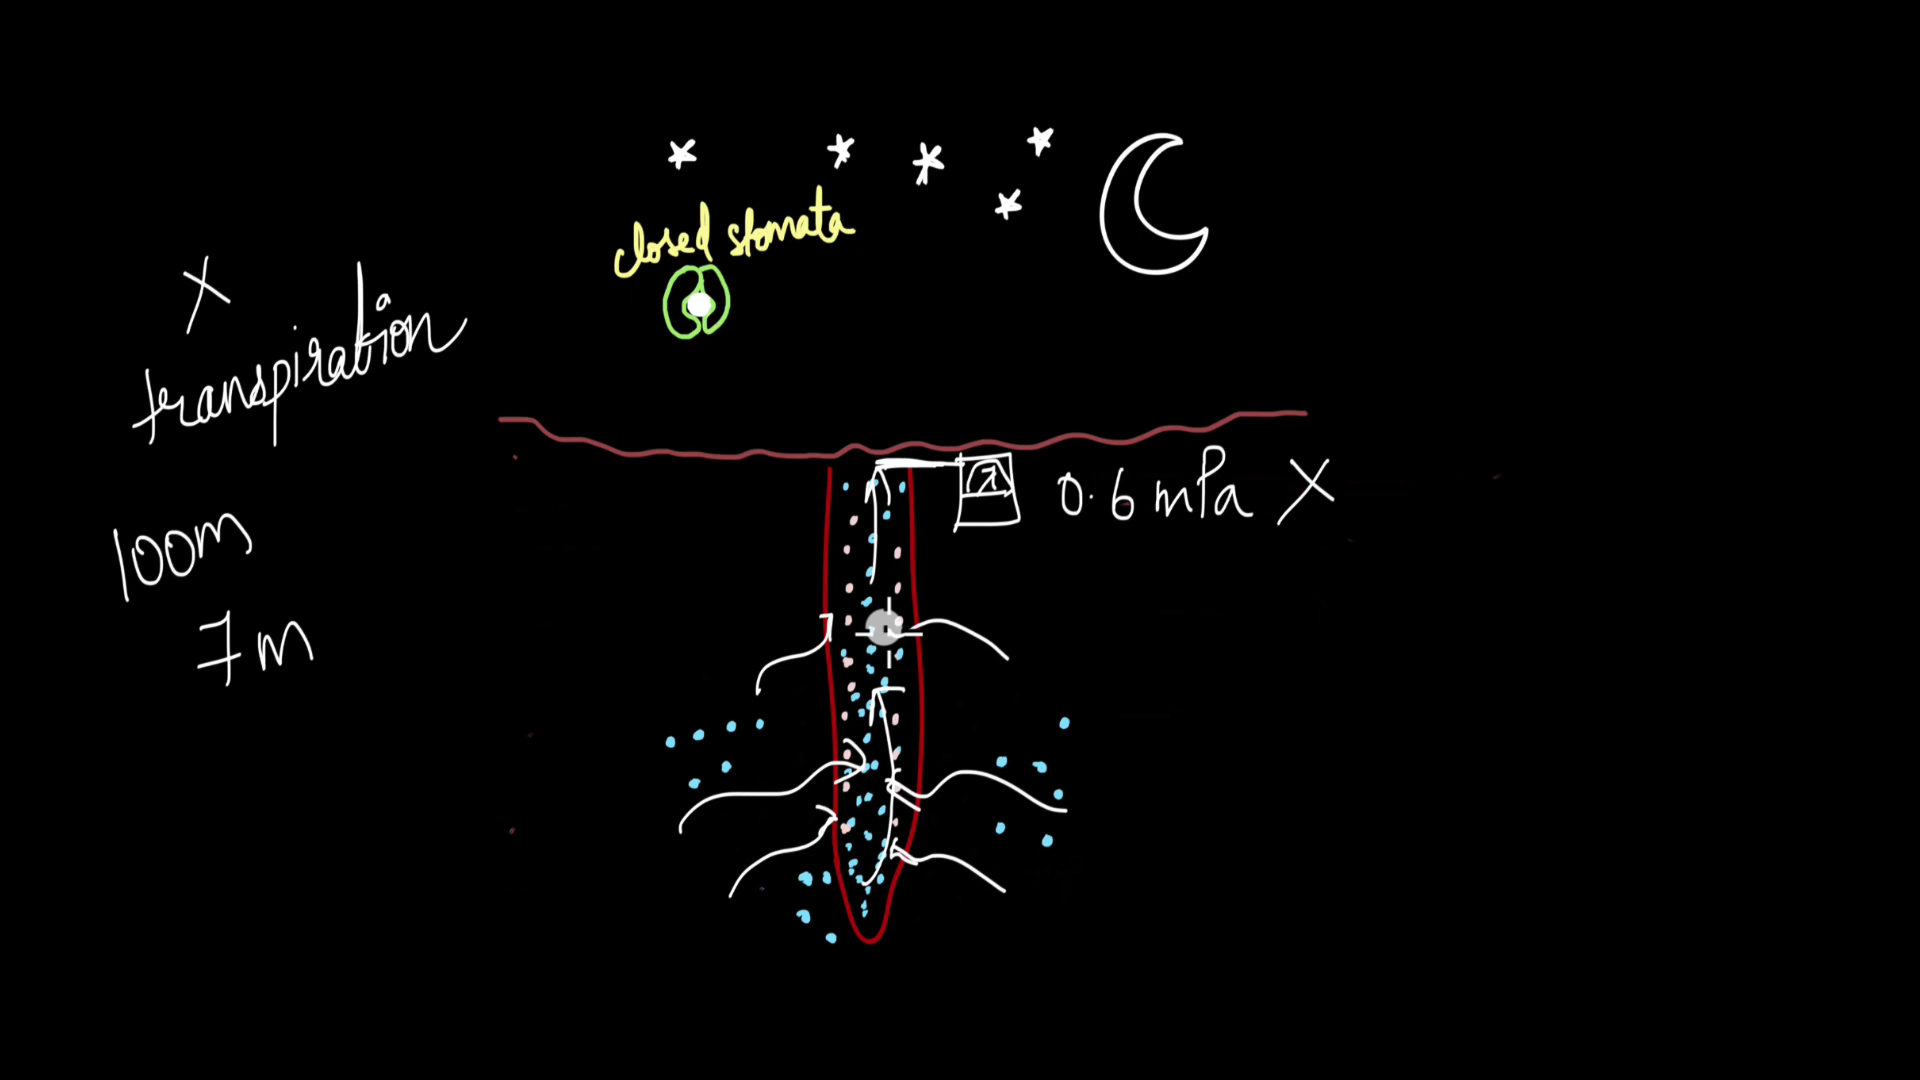 closed stomata
X
transpiration
0.6 mPa X
100m
7m